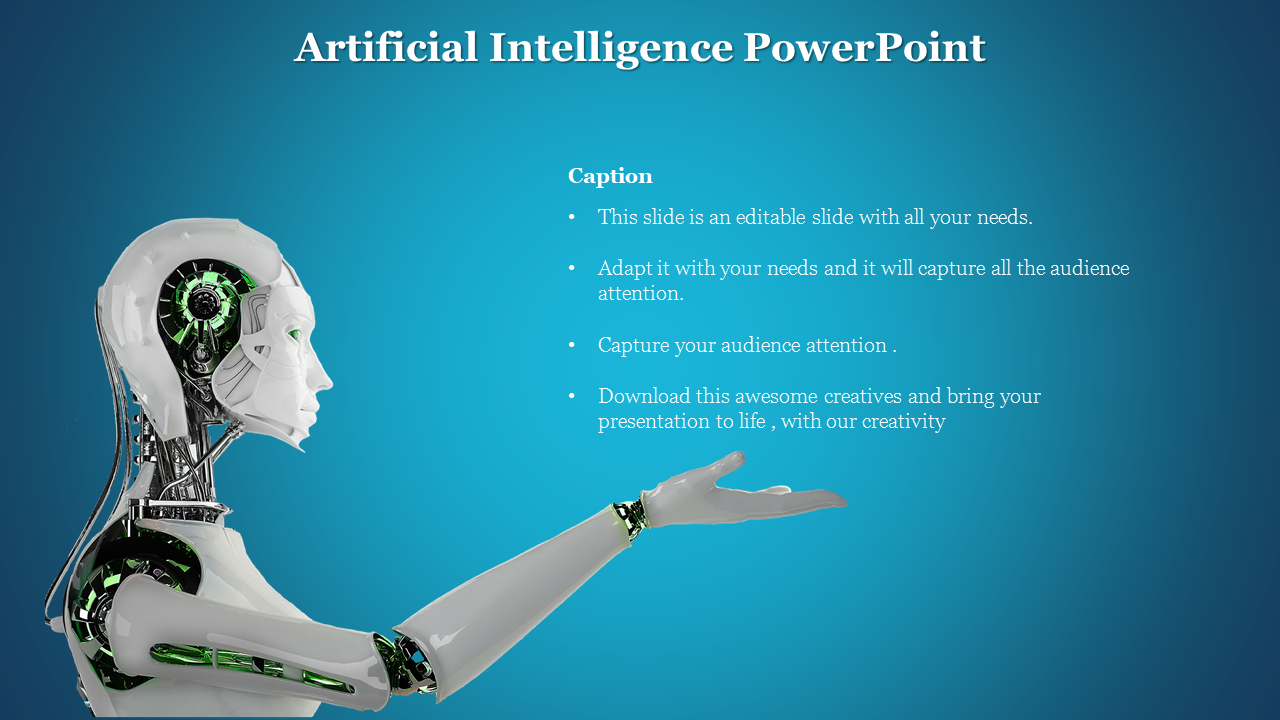 Artificial Intelligence PowerPoint
Caption
• This slide is an editable slide with all your needs.
• Adapt it with your needs and it will capture all the audience
attention.
• Capture your audience attention .
• Download this awesome creatives and bring your
presentation to life , with our creativity